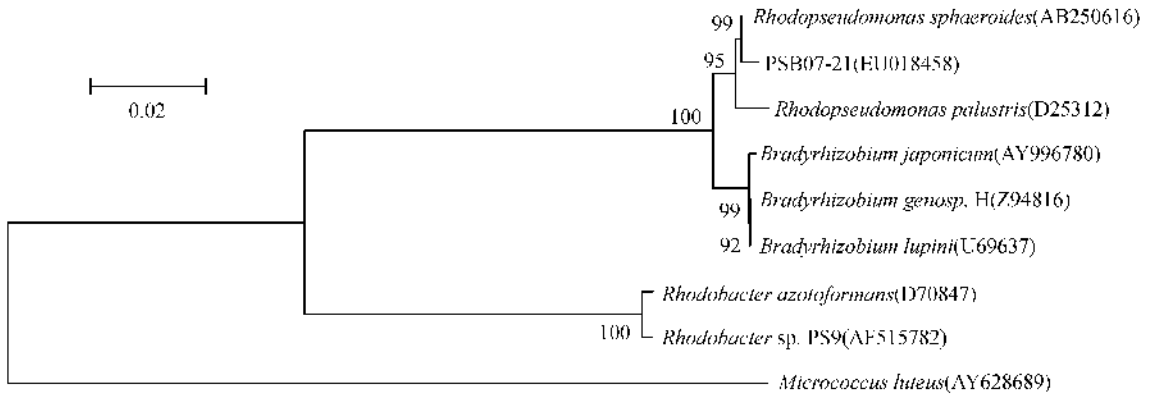 Rhodopseudomonas sphaeroides(AB250616)
99
PSB07-21(EU018458)
95
0.02
Rhodopseudomonas palustris(D25312)
100
Bradyrhizobium japonicum(AY996780)
Bradyrhizobium genosp. H(Z94816)
99
92
Bradyrhizobium lupini(U69637)
Rhodobacter azotoformans(D70847)
100
Rhodobacter sp. PS9(AF515782)
Micrococcus luteus(AY628689)